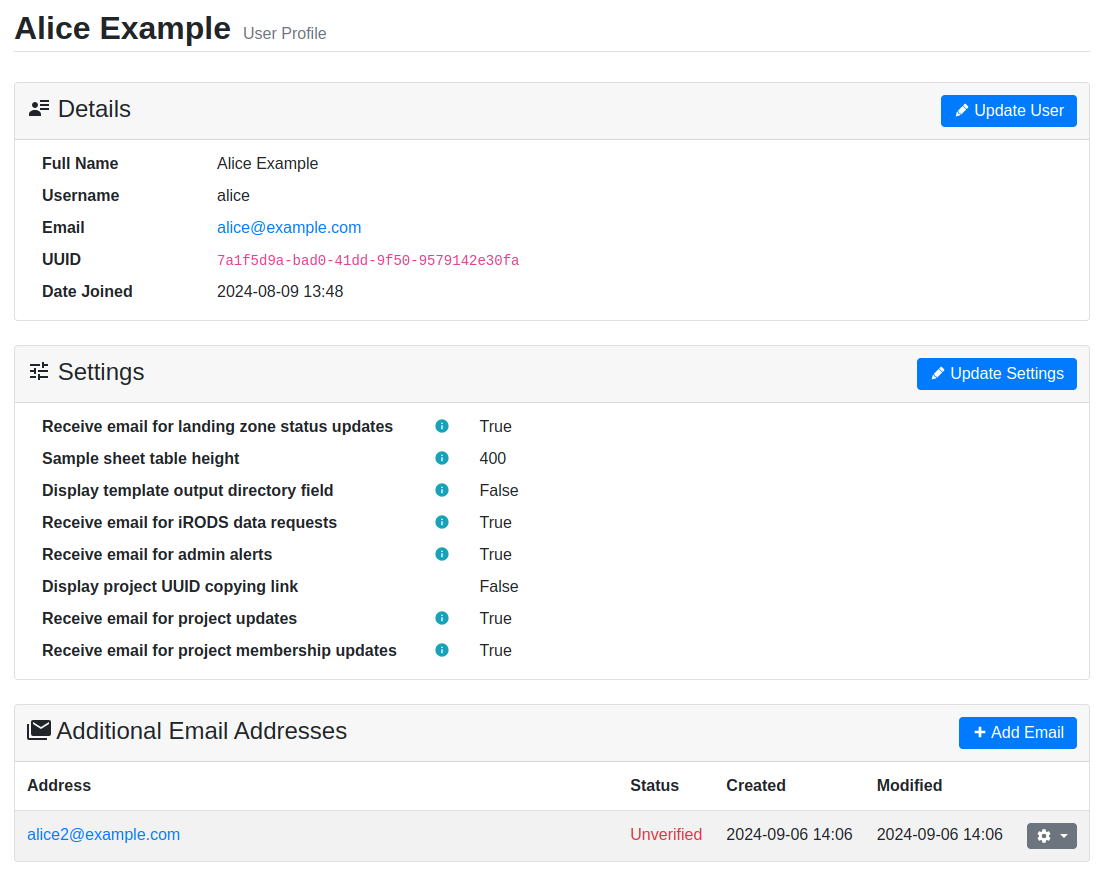 Alice Example User Profile
Details
Update User
Full Name Alice Example
Username alice
Email alice@example.com
UUID 7a1f5d9a-bad0-41dd-9f50-9579142e30fa
Date Joined 2024-08-09 13:48
Settings
Update Settings
Receive email for landing zone status updates True
Sample sheet table height 400
Display template output directory field False
Receive email for iRODS data requests True
Receive email for admin alerts True
Display project UUID copying link False
Receive email for project updates True
Receive email for project membership updates True
Additional Email Addresses
Add Email
Address Status Created Modified
alice2@example.com Unverified 2024-09-06 14:06 2024-09-06 14:06